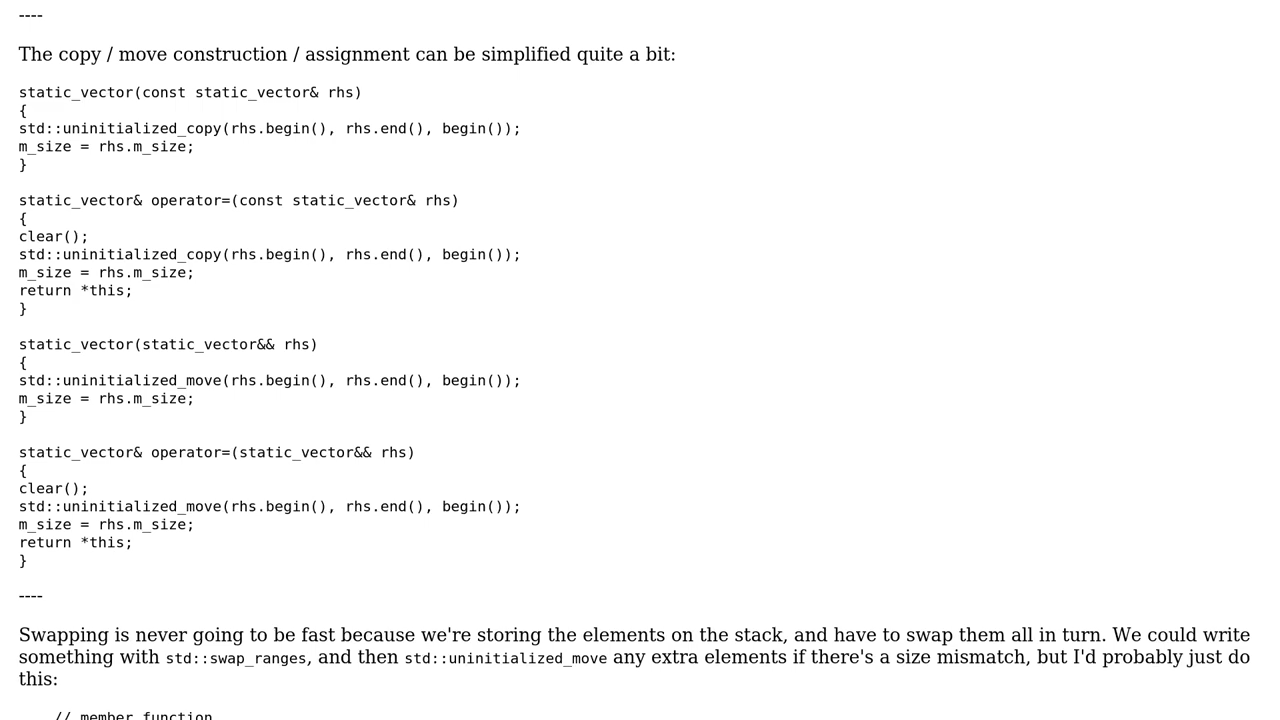 ----
The copy / move construction / assignment can be simplified quite a bit:
static_vector(const static_vector& rhs)
{
std::uninitialized_copy(rhs.begin(), rhs.end(), begin());
m_size = rhs.m_size;
}
static_vector& operator=(const static_vector& rhs)
{
clear();
std::uninitialized_copy(rhs.begin(), rhs.end(), begin());
m_size = rhs.m_size;
return *this;
}
static_vector(static_vector&& rhs)
{
std::uninitialized_move(rhs.begin(), rhs.end(), begin());
m_size = rhs.m_size;
}
static_vector& operator=(static_vector&& rhs)
{
clear();
std::uninitialized_move(rhs.begin(), rhs.end(), begin());
m_size = rhs.m_size;
return *this;
}
----
Swapping is never going to be fast because we're storing the elements on the stack, and have to swap them all in turn. We could write
something with std::swap_ranges, and then std::uninitialized_move any extra elements if there's a size mismatch, but I'd probably just do
this:
// member function